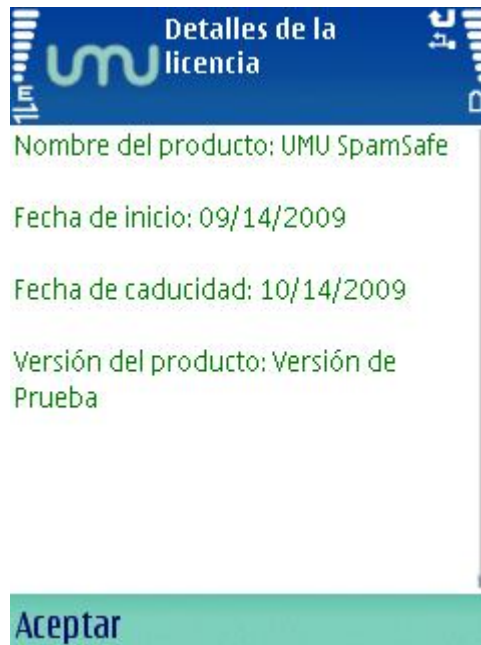 umu
Detalles de la
licencia
E
Nombre del producto: UMU SpamSafe
Fecha de inicio: 09/14/2009
Fecha de caducidad: 10/14/2009
Versión del producto: Versión de
Prueba
Aceptar